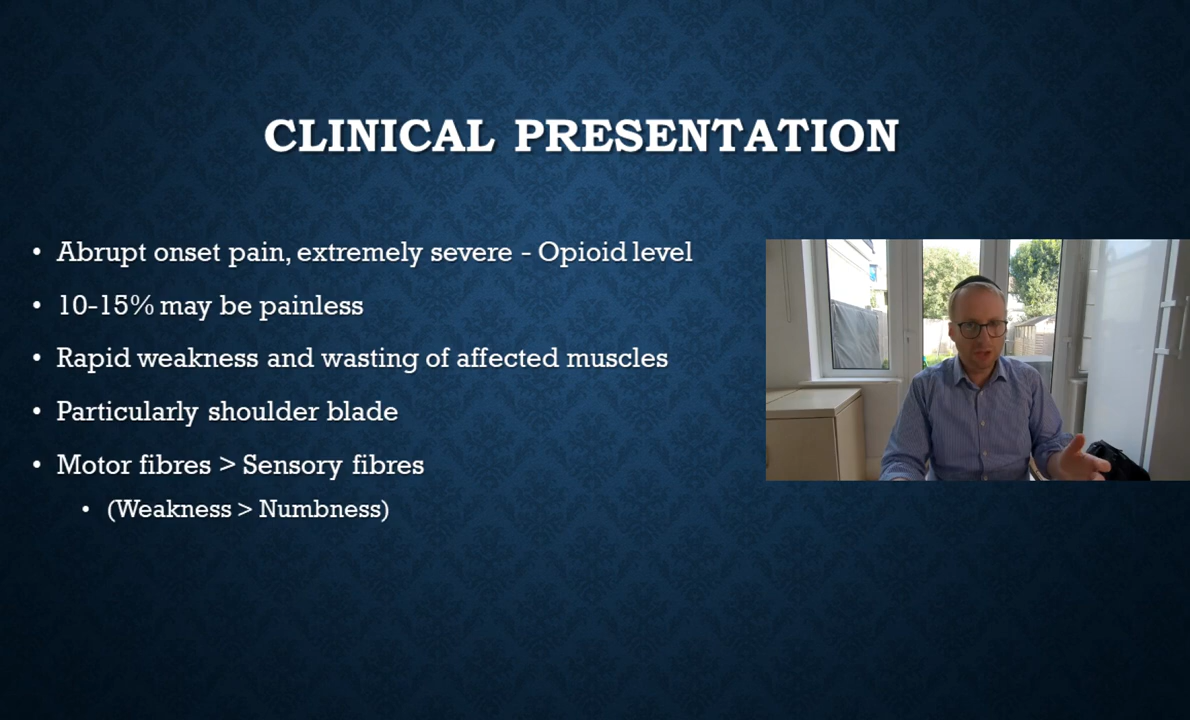 CLINICAL PRESENTATION
• Abrupt onset pain, extremely severe - Opioid level
• 10-15% may be painless
• Rapid weakness and wasting of affected muscles
• Particularly shoulder blade
• Motor fibres > Sensory fibres
• (Weakness > Numbness)